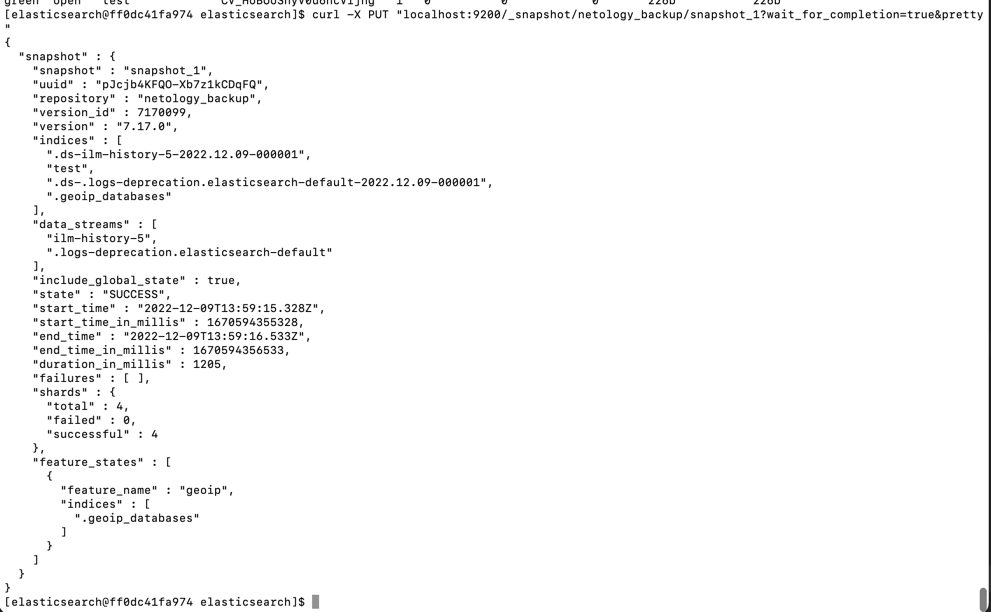 green  open   test             CV_HoBOoShyV0u6hcV1jng   1   0          0            0       226b           226b
[elasticsearch@ff0dc41fa974 elasticsearch]$ curl -X PUT "localhost:9200/_snapshot/netology_backup/snapshot_1?wait_for_completion=true&pretty
"
{
  "snapshot" : {
    "snapshot" : "snapshot_1",
    "uuid" : "pJcjb4KFQO-Xb7z1kCDqFQ",
    "repository" : "netology_backup",
    "version_id" : 7170099,
    "version" : "7.17.0",
    "indices" : [
      ".ds-ilm-history-5-2022.12.09-000001",
      "test",
      ".ds-.logs-deprecation.elasticsearch-default-2022.12.09-000001",
      ".geoip_databases"
    ],
    "data_streams" : [
      "ilm-history-5",
      ".logs-deprecation.elasticsearch-default"
    ],
    "include_global_state" : true,
    "state" : "SUCCESS",
    "start_time" : "2022-12-09T13:59:15.328Z",
    "start_time_in_millis" : 1670594355328,
    "end_time" : "2022-12-09T13:59:16.533Z",
    "end_time_in_millis" : 1670594356533,
    "duration_in_millis" : 1205,
    "failures" : [ ],
    "shards" : {
      "total" : 4,
      "failed" : 0,
      "successful" : 4
    },
    "feature_states" : [
      {
        "feature_name" : "geoip",
        "indices" : [
          ".geoip_databases"
        ]
      }
    ]
  }
}
[elasticsearch@ff0dc41fa974 elasticsearch]$